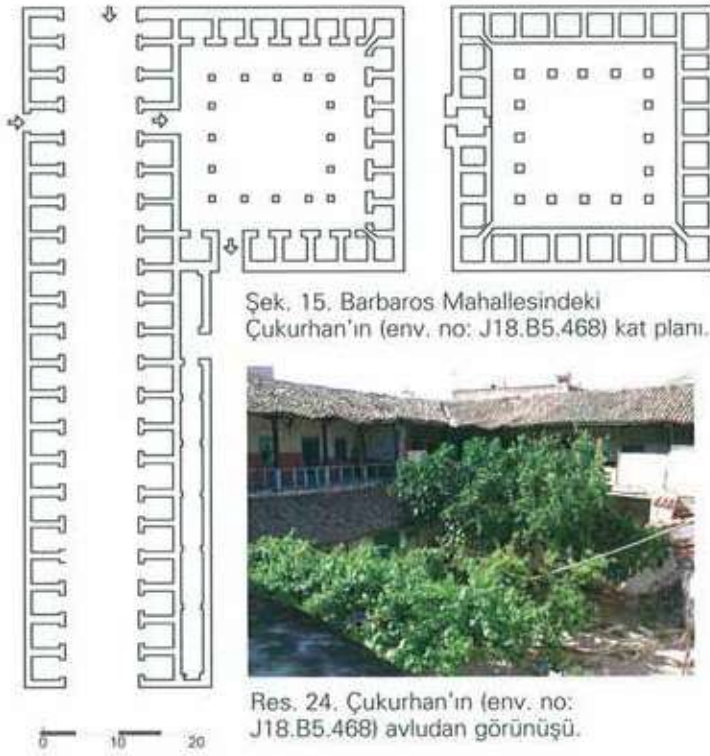 Şek. 15. Barbaros Mahallesindeki
Çukurhan'ın (env. no: J18.B5.468) kat planı.
Res. 24. Çukurhan'ın (env. no:
J18.B5.468) avludan görünüşü.
0 10 20